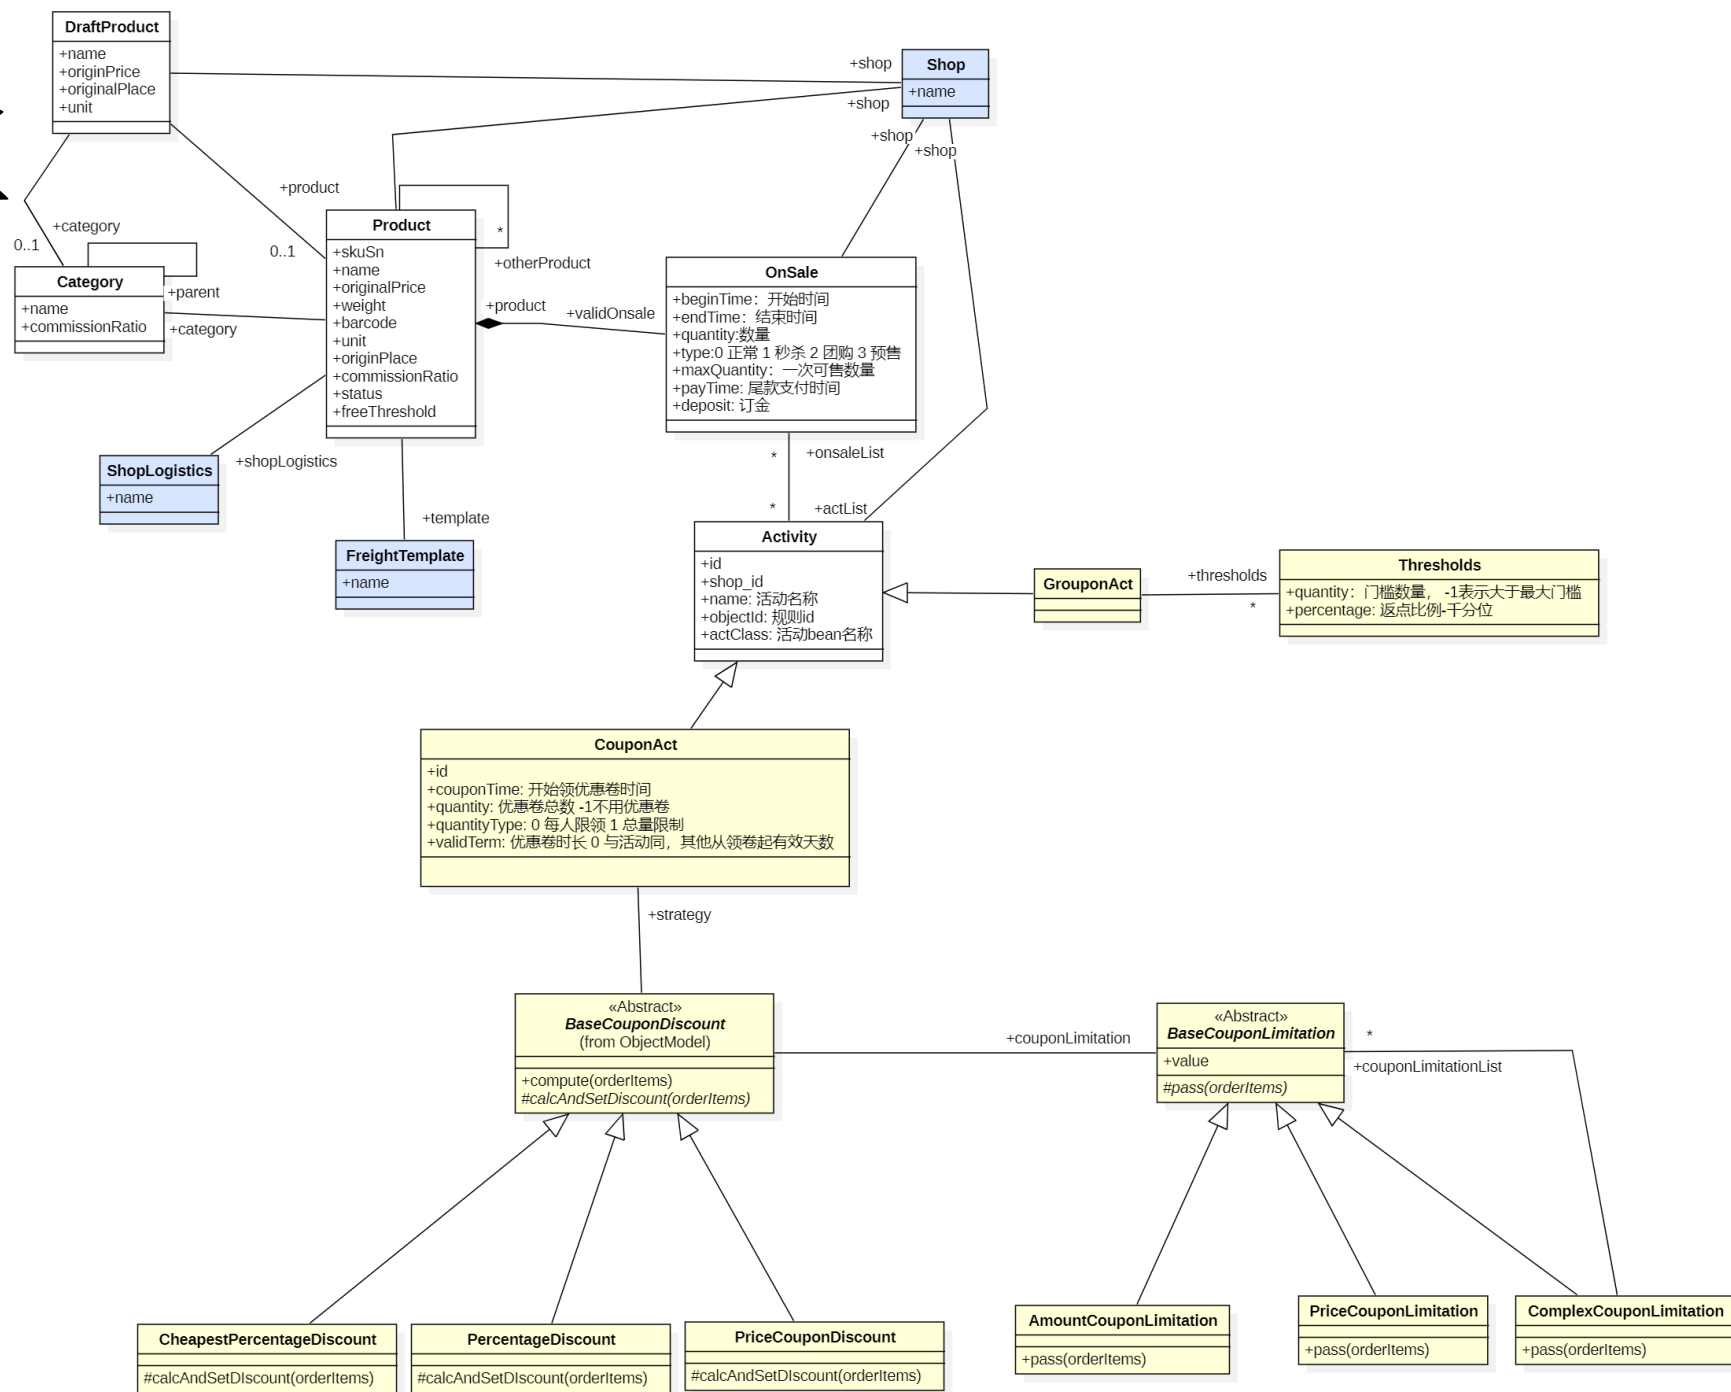 DraftProduct
+name
+originPrice
+originalPlace
+unit
+shop
Shop
+name
+shop
+shop
+shop
+product
0..1
+category
0..1
Category
+name
+commissionRatio
+parent
+category
Product
+skuSn
+name
+originalPrice
+weight
+barcode
+unit
+originPlace
+commissionRatio
+status
+freeThreshold
*
+otherProduct
+product
+validOnsale
OnSale
+beginTime：开始时间
+endTime：结束时间
+quantity:数量
+type:0 正常 1 秒杀 2 团购 3 预售
+maxQuantity：一次可售数量
+payTime: 尾款支付时间
+deposit: 订金
ShopLogistics
+name
+shopLogistics
+template
FreightTemplate
+name
*
+onsaleList
*
+actList
Activity
+id
+shop_id
+name: 活动名称
+objectId: 规则id
+actClass: 活动bean名称
GrouponAct
+thresholds
*
Thresholds
+quantity：门槛数量， -1表示大于最大门槛
+percentage: 返点比例-千分位
CouponAct
+id
+couponTime: 开始领优惠卷时间
+quantity: 优惠卷总数 -1不用优惠卷
+quantityType: 0 每人限领 1 总量限制
+validTerm: 优惠卷时长 0 与活动同，其他从领卷起有效天数
+strategy
«Abstract»
BaseCouponDiscount
(from ObjectModel)
+compute(orderItems)
#calcAndSetDiscount(orderItems)
+couponLimitation
«Abstract»
BaseCouponLimitation
+value
#pass(orderItems)
*
+couponLimitationList
CheapestPercentageDiscount
#calcAndSetDIscount(orderItems)
PercentageDiscount
#calcAndSetDIscount(orderItems)
PriceCouponDiscount
#calcAndSetDIscount(orderItems)
AmountCouponLimitation
+pass(orderItems)
PriceCouponLimitation
+pass(orderItems)
ComplexCouponLimitation
+pass(orderItems)